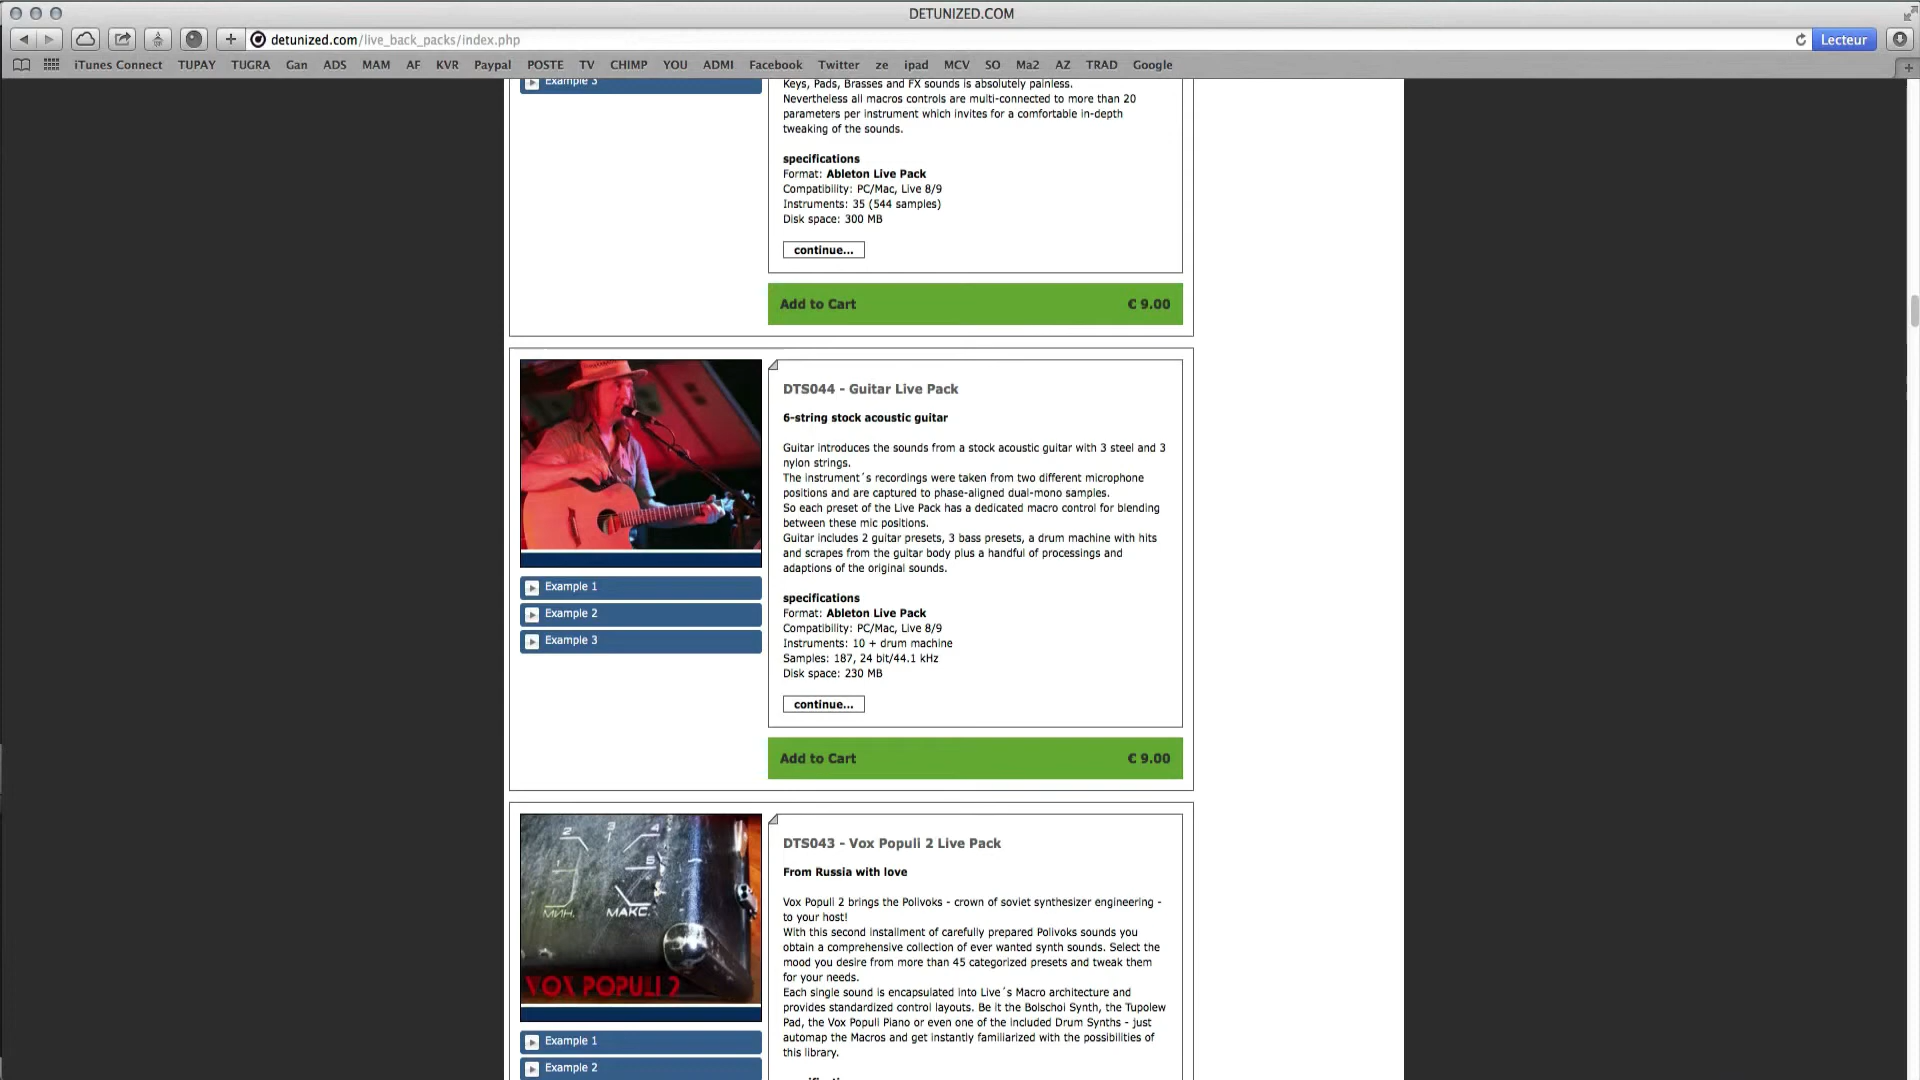 DETUNIZED.COM
detunized.com/live_back_packs/index.php
Lecteur
iTunes Connect TUPAY TUGRA Gan ADS MAM AF KVR Paypal POSTE TV CHIMP YOU ADMI Facebook Twitter ze ipad MCV SO Ma2 AZ TRAD Google
Example 3
Keys, Pads, Brasses and FX sounds is absolutely painless.
Nevertheless all macros controls are multi-connected to more than 20
parameters per instrument which invites for a comfortable in-depth
tweaking of the sounds.
specifications
Format: Ableton Live Pack
Compatibility: PC/Mac, Live 8/9
Instruments: 35 (544 samples)
Disk space: 300 MB
continue...
Add to Cart € 9.00
DTS044 - Guitar Live Pack
6-string stock acoustic guitar
Guitar introduces the sounds from a stock acoustic guitar with 3 steel and 3
nylon strings.
The instrument´s recordings were taken from two different microphone
positions and are captured to phase-aligned dual-mono samples.
So each preset of the Live Pack has a dedicated macro control for blending
between these mic positions.
Guitar includes 2 guitar presets, 3 bass presets, a drum machine with hits
and scrapes from the guitar body plus a handful of processings and
adaptions of the original sounds.
Example 1
Example 2
Example 3
specifications
Format: Ableton Live Pack
Compatibility: PC/Mac, Live 8/9
Instruments: 10 + drum machine
Samples: 187, 24 bit/44.1 kHz
Disk space: 230 MB
continue...
Add to Cart € 9.00
2 3 4
1 5
МИН. МАКС.
VOX POPULI 2
DTS043 - Vox Populi 2 Live Pack
From Russia with love
Vox Populi 2 brings the Polivoks - crown of soviet synthesizer engineering -
to your host!
With this second installment of carefully prepared Polivoks sounds you
obtain a comprehensive collection of ever wanted synth sounds. Select the
mood you desire from more than 45 categorized presets and tweak them
for your needs.
Each single sound is encapsulated into Live´s Macro architecture and
provides standardized control layouts. Be it the Bolschoi Synth, the Tupolew
Pad, the Vox Populi Piano or even one of the included Drum Synths - just
automap the Macros and get instantly familiarized with the possibilities of
this library.
Example 1
Example 2